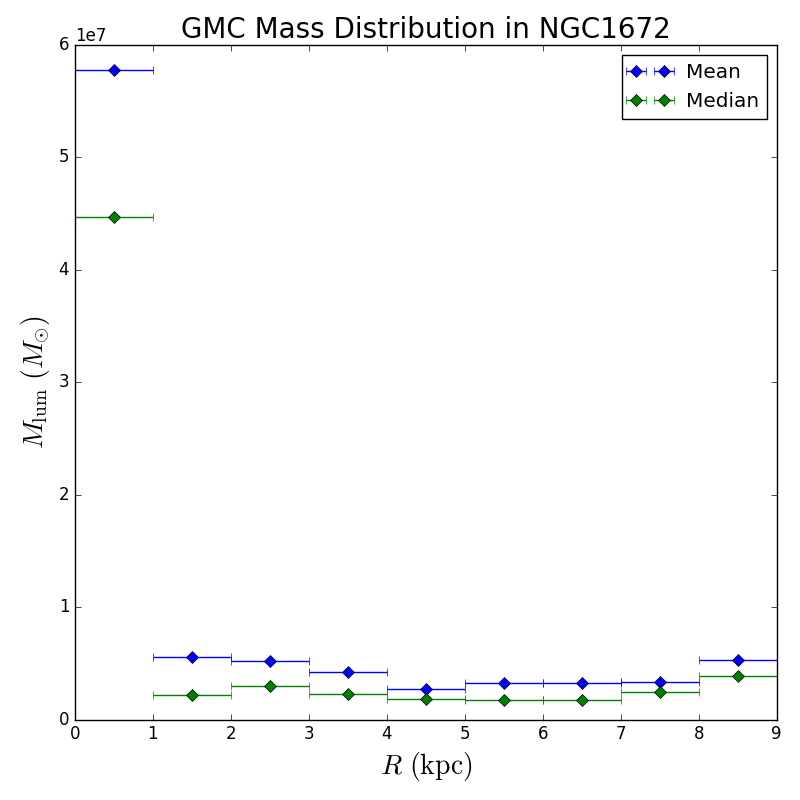 GMC Mass Distribution in NGC1672
1e7
Mean
Median
6
5
4
3
2
1
0
M_lum (M_⊙)
0 1 2 3 4 5 6 7 8 9
R (kpc)